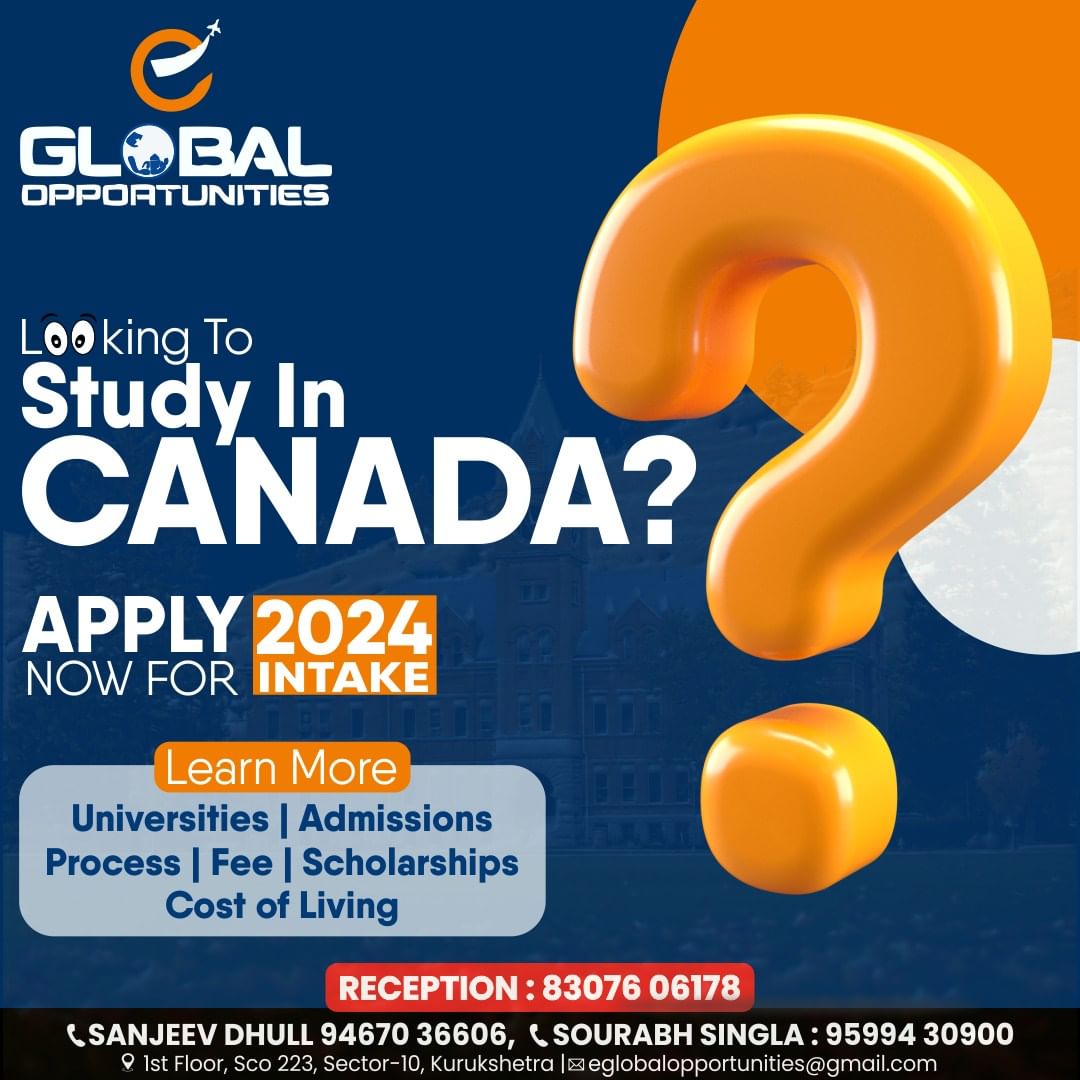 GLOBAL
OPPORTUNITIES
Looking To
Study In
CANADA?
APPLY
NOW FOR
2024
INTAKE
Learn More
Universities | Admissions
Process | Fee | Scholarships
Cost of Living
RECEPTION : 83076 06178
SANJEEV DHULL 94670 36606, SOURABH SINGLA : 95994 30900
1st Floor, Sco 223, Sector-10, Kurukshetra | eglobalopportunities@gmail.com |